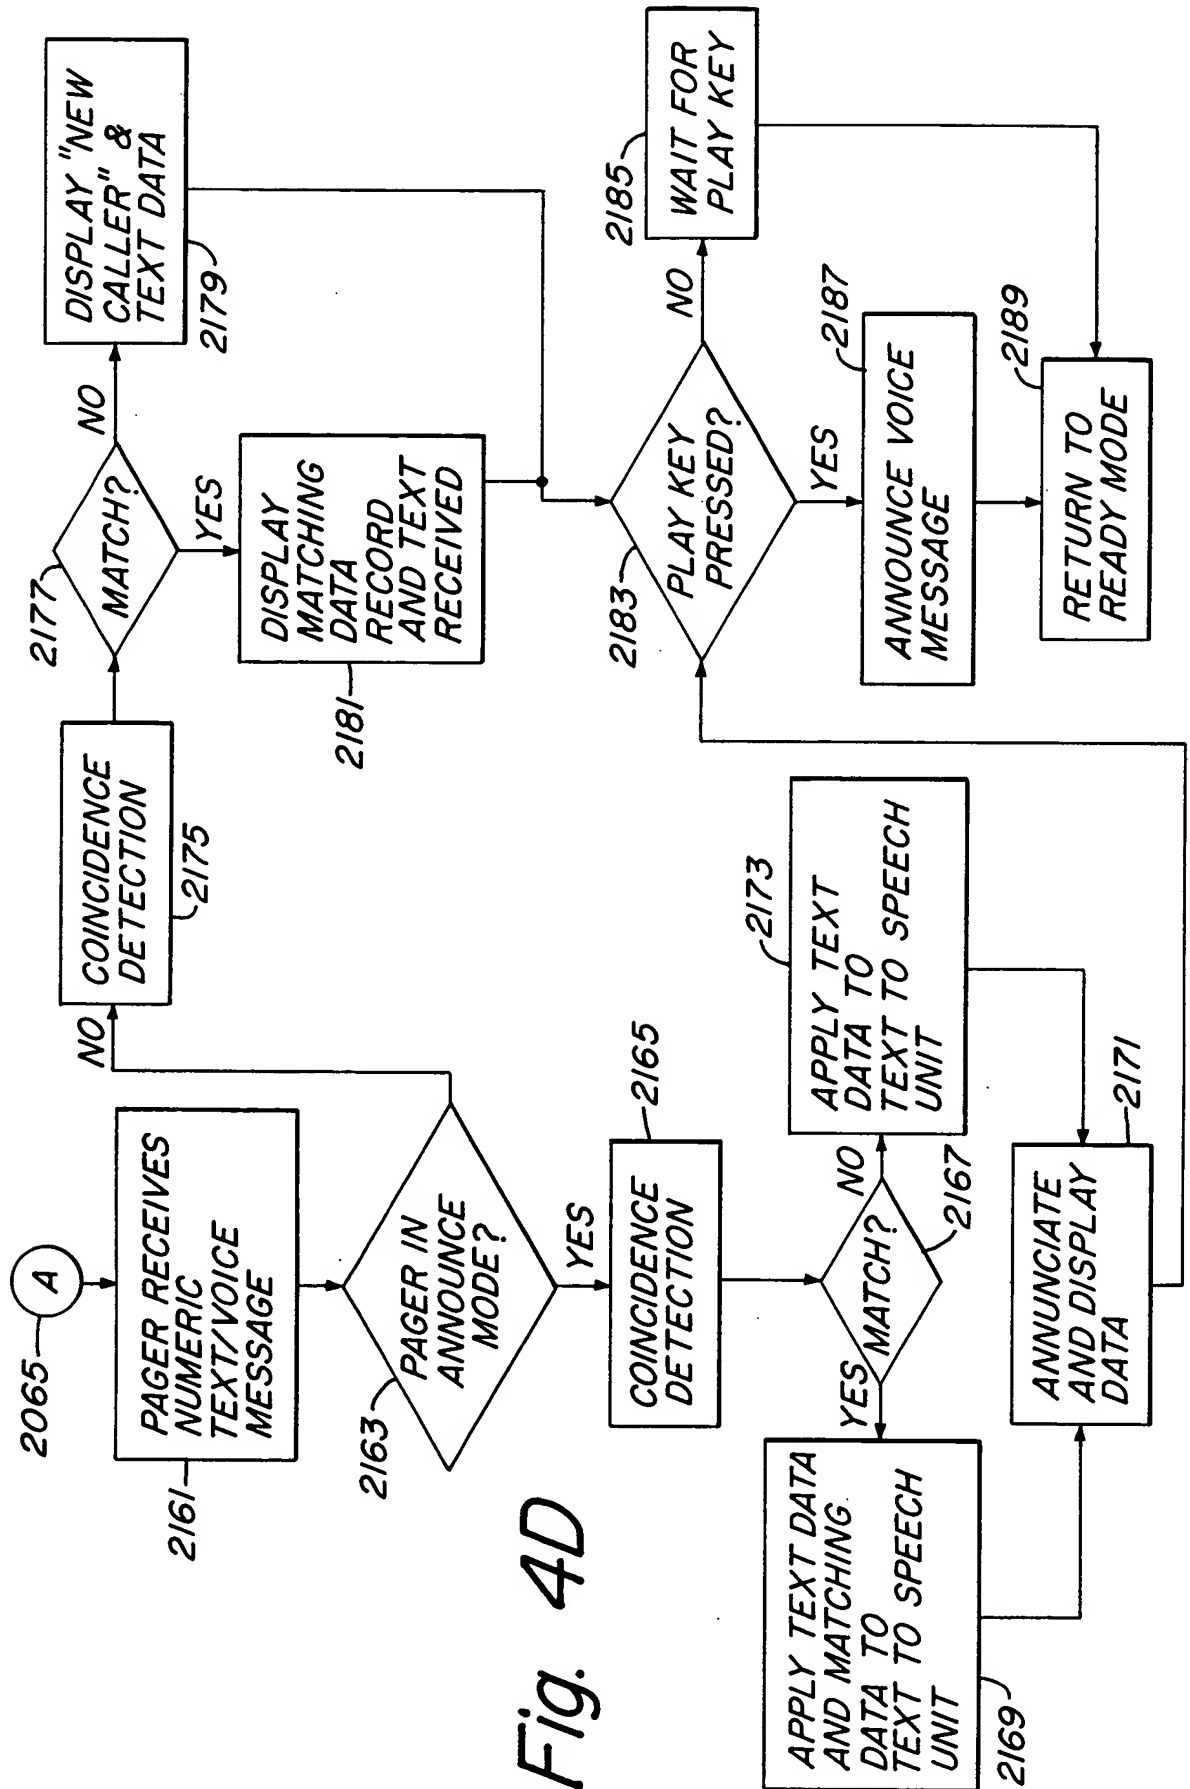 2065
A
PAGER RECEIVES
NUMERIC
TEXT/VOICE
MESSAGE
2161
PAGER IN
ANNOUNCE
MODE?
2163
NO
YES
COINCIDENCE
DETECTION
2165
MATCH?
2167
YES
NO
APPLY TEXT DATA
AND MATCHING
DATA TO
TEXT TO SPEECH
UNIT
2169
APPLY TEXT
DATA TO
TEXT TO SPEECH
UNIT
2173
ANNUNCIATE
AND DISPLAY
DATA
2171
COINCIDENCE
DETECTION
2175
MATCH?
2177
NO
YES
DISPLAY "NEW
CALLER" &
TEXT DATA
2179
DISPLAY
MATCHING
DATA
RECORD
AND TEXT
RECEIVED
2181
PLAY KEY
PRESSED?
2183
NO
YES
WAIT FOR
PLAY KEY
2185
ANNOUNCE VOICE
MESSAGE
2187
RETURN TO
READY MODE
2189
Fig. 4D